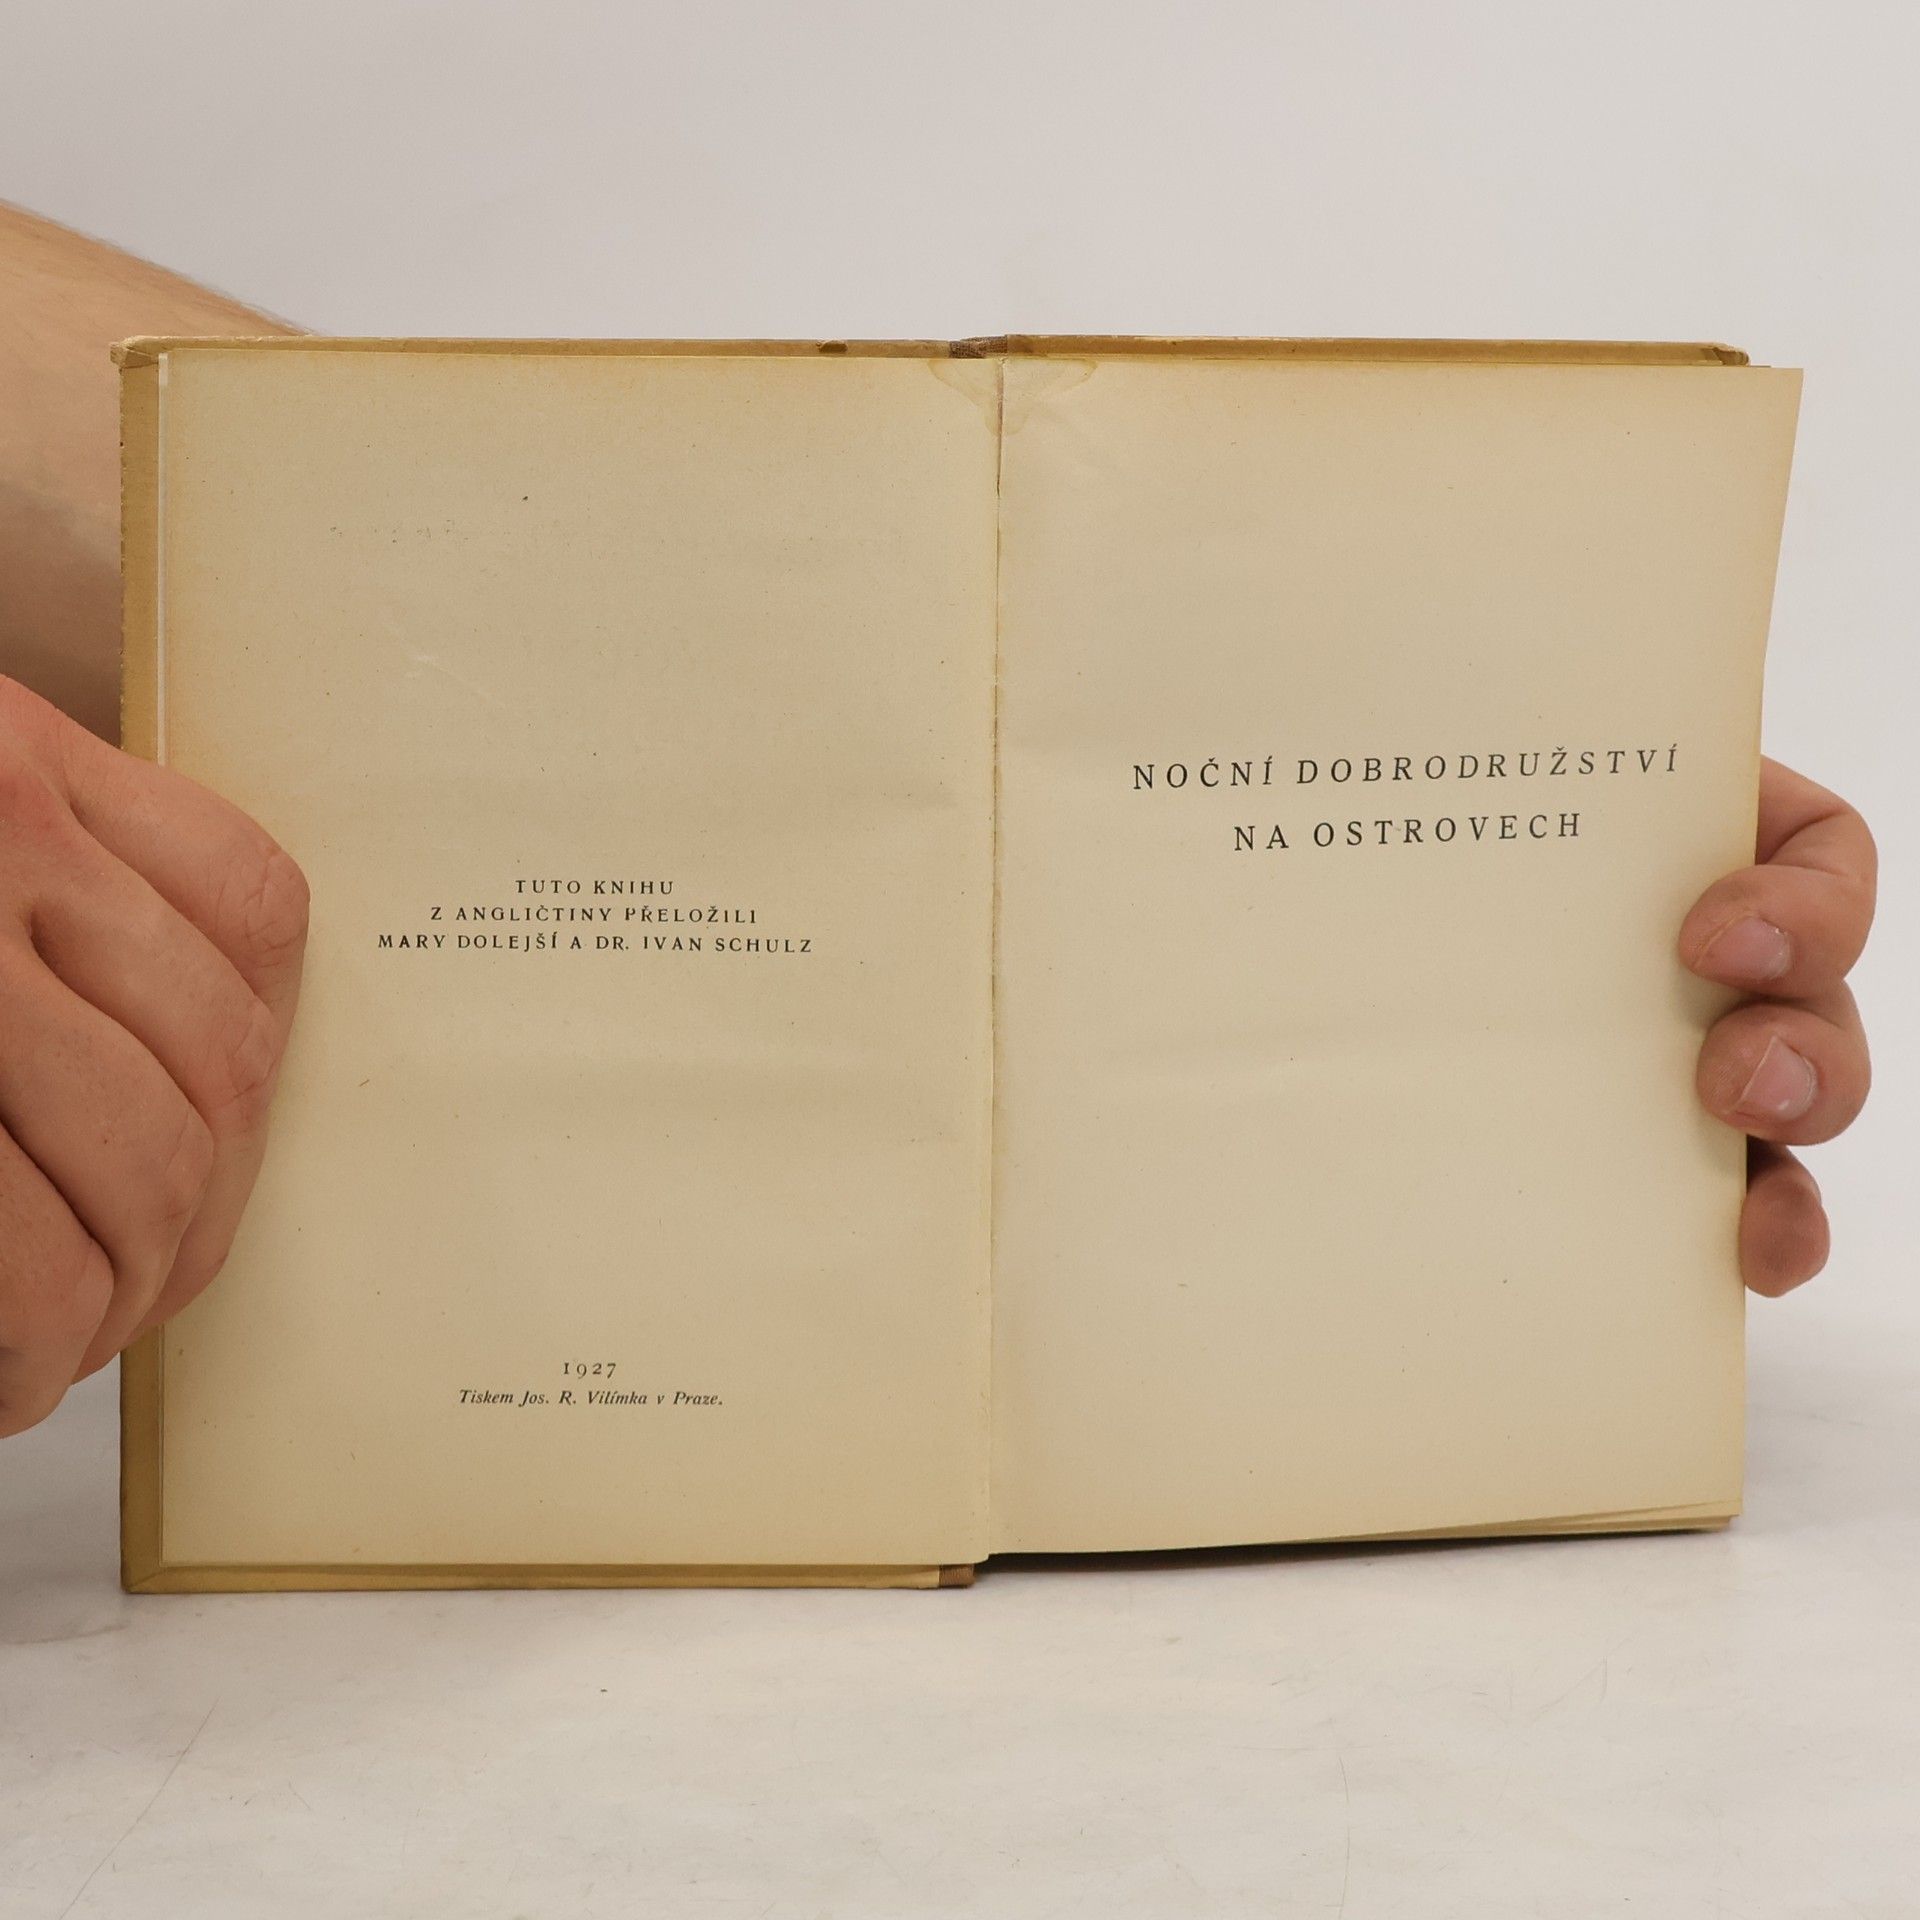 TUTO KNIHU
Z ANGLIČTINY PŘELOŽILI
MARY DOLEJŠÍ A DR. IVAN SCHULZ
1927
Tiskem Jos. R. Vilímka v Praze.
NOČNÍ DOBRODRUŽSTVÍ
NA OSTROVECH